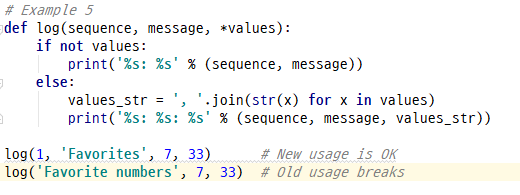 # Example 5
def log(sequence, message, *values):
    if not values:
        print('%s: %s' % (sequence, message))
    else:
        values_str = ', '.join(str(x) for x in values)
        print('%s: %s: %s' % (sequence, message, values_str))

log(1, 'Favorites', 7, 33)      # New usage is OK
log('Favorite numbers', 7, 33)  # Old usage breaks